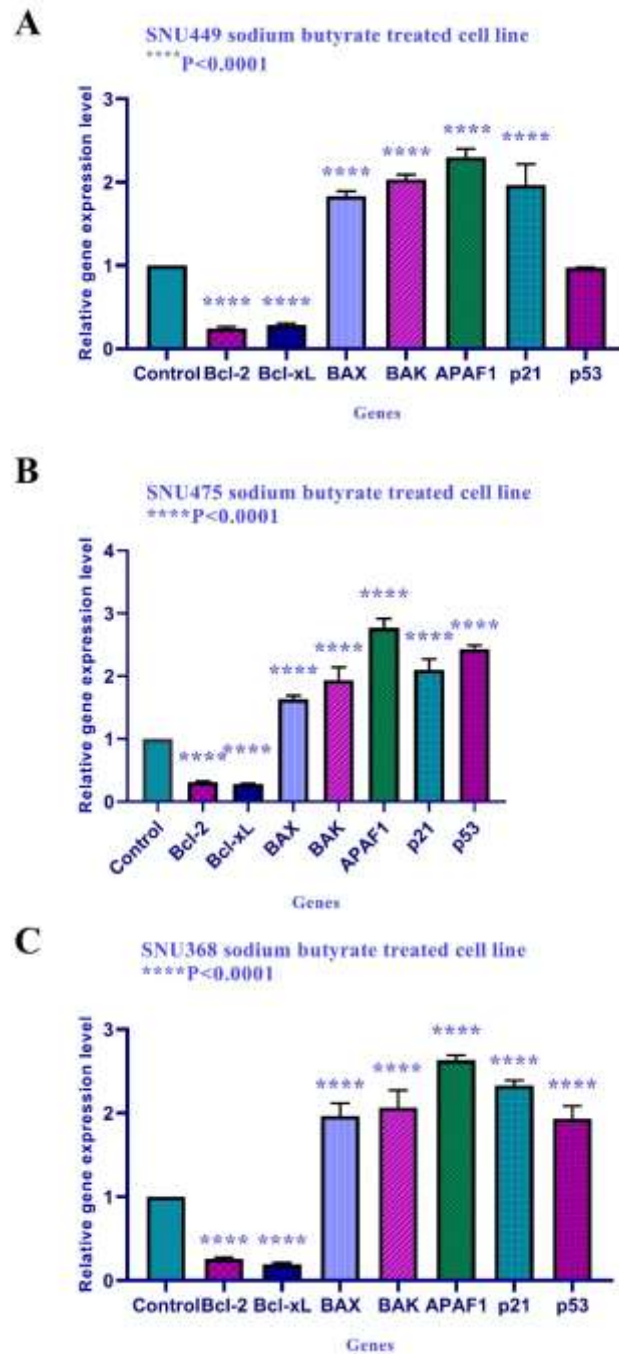 A
SNU449 sodium butyrate treated cell line
****P<0.0001
Relative gene expression level
3
2
1
0
**** **** **** **** **** ****
Control Bcl-2 Bcl-xL BAX BAK APAF1 p21 p53
Genes
B
SNU475 sodium butyrate treated cell line
****P<0.0001
Relative gene expression level
4
3
2
1
0
**** **** **** **** **** **** ****
Control Bcl-2 Bcl-xL BAX BAK APAF1 p21 p53
Genes
C
SNU368 sodium butyrate treated cell line
****P<0.0001
Relative gene expression level
3
2
1
0
**** **** **** **** **** **** ****
Control Bcl-2 Bcl-xL BAX BAK APAF1 p21 p53
Genes